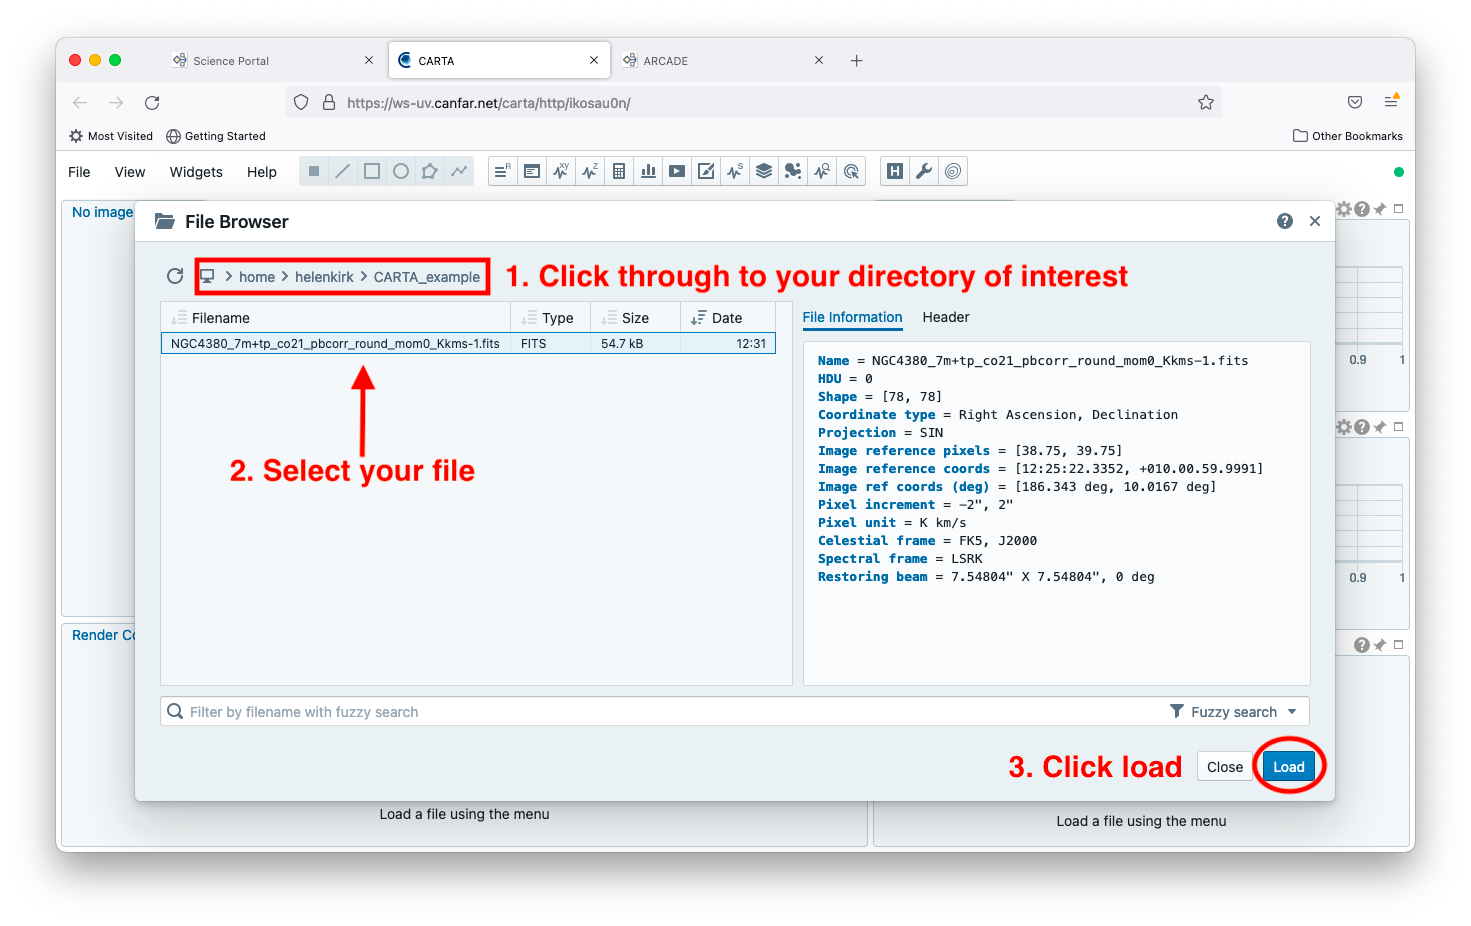 Science Portal
CARTA
ARCADE
https://ws-uv.canfar.net/carta/http/ikosau0n/
Most Visited
Getting Started
Other Bookmarks
File
View
Widgets
Help
No image
File Browser
home
helenkirk
CARTA_example
1. Click through to your directory of interest
Filename
Type
Size
Date
NGC4380_7m+tp_co21_pbcorr_round_mom0_Kkms-1.fits
FITS
54.7 kB
12:31
2. Select your file
File Information
Header
Name = NGC4380_7m+tp_co21_pbcorr_round_mom0_Kkms-1.fits
HDU = 0
Shape = [78, 78]
Coordinate type = Right Ascension, Declination
Projection = SIN
Image reference pixels = [38.75, 39.75]
Image reference coords = [12:25:22.3352, +010.00.59.9991]
Image ref coords (deg) = [186.343 deg, 10.0167 deg]
Pixel increment = -2", 2"
Pixel unit = K km/s
Celestial frame = FK5, J2000
Spectral frame = LSRK
Restoring beam = 7.54804" X 7.54804", 0 deg
0.9
1
0.9
1
Render Co
Filter by filename with fuzzy search
Fuzzy search
3. Click load
Close
Load
Load a file using the menu
Load a file using the menu